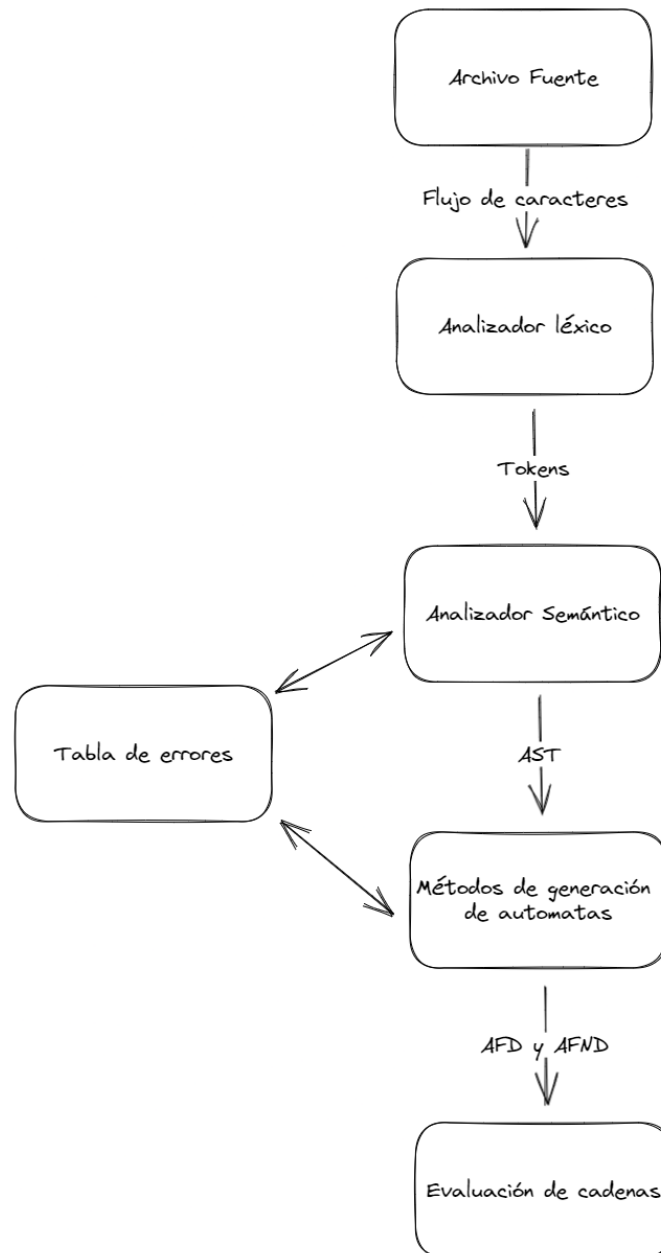 Archivo Fuente
Flujo de caracteres
Analizador léxico
Tokens
Analizador Semántico
Tabla de errores
AST
Métodos de generación
de automatas
AFD y AFND
Evaluación de cadenas